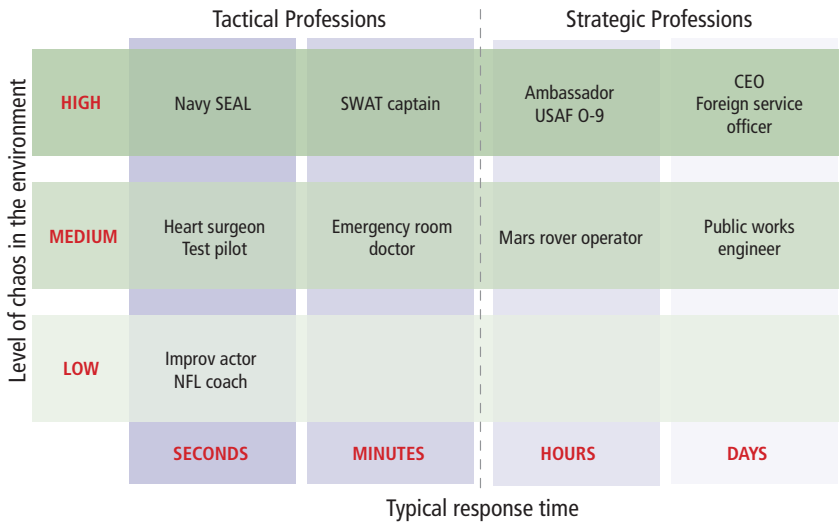 Tactical Professions
Strategic Professions
Level of chaos in the environment
HIGH
Navy SEAL
SWAT captain
Ambassador
USAF O-9
CEO
Foreign service
officer
MEDIUM
Heart surgeon
Test pilot
Emergency room
doctor
Mars rover operator
Public works
engineer
LOW
Improv actor
NFL coach
SECONDS
MINUTES
HOURS
DAYS
Typical response time